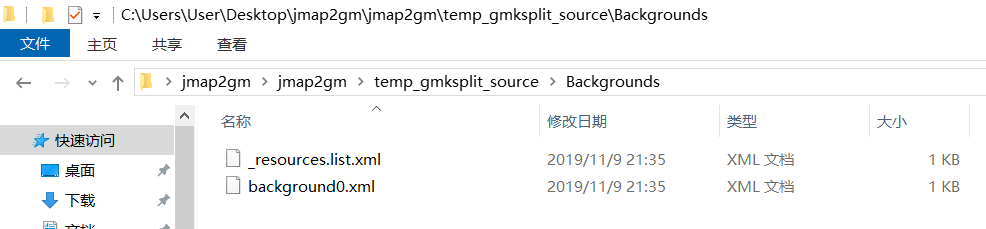 C:\Users\User\Desktop\jmap2gm\jmap2gm\temp_gmksplit_source\Backgrounds
文件 主页 共享 查看
jmap2gm jmap2gm temp_gmksplit_source Backgrounds
快速访问
桌面
下载
文档
名称 修改日期 类型 大小
_resources.list.xml 2019/11/9 21:35 XML 文档 1 KB
background0.xml 2019/11/9 21:35 XML 文档 1 KB